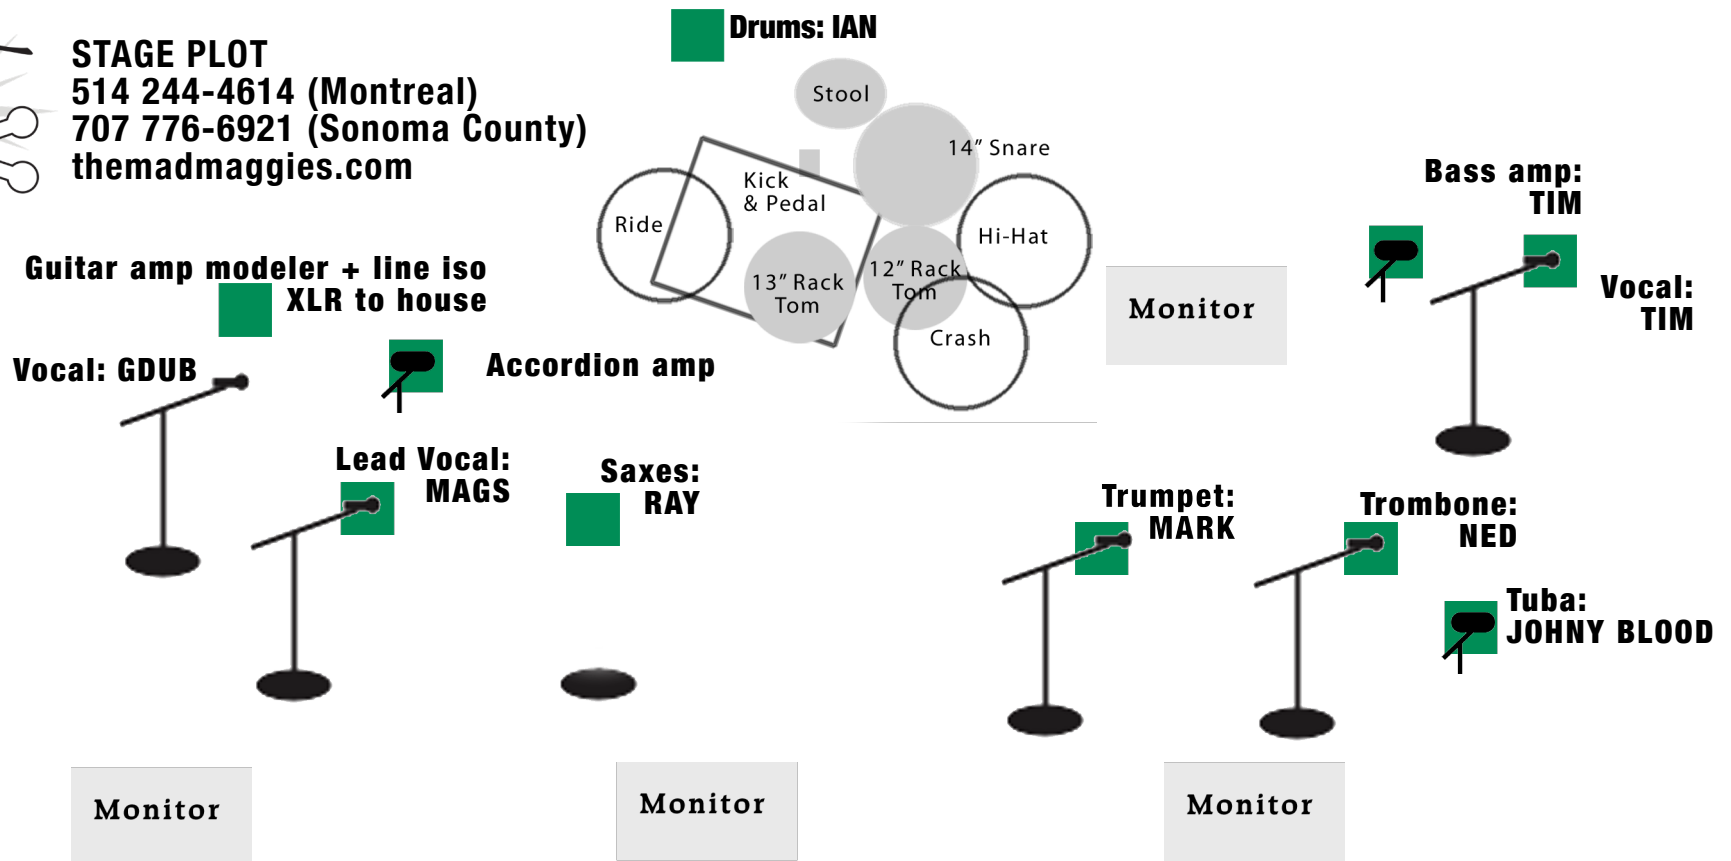 STAGE PLOT
514 244-4614 (Montreal)
707 776-6921 (Sonoma County)
themadmaggies.com
Drums: IAN
Stool
14” Snare
Kick
& Pedal
Ride
Hi-Hat
13” Rack
Tom
12” Rack
Tom
Crash
Monitor
Bass amp:
TIM
Vocal:
TIM
Guitar amp modeler + line iso
XLR to house
Vocal: GDUB
Accordion amp
Lead Vocal:
MAGS
Saxes:
RAY
Trumpet:
MARK
Trombone:
NED
Tuba:
JOHNY BLOOD
Monitor
Monitor
Monitor